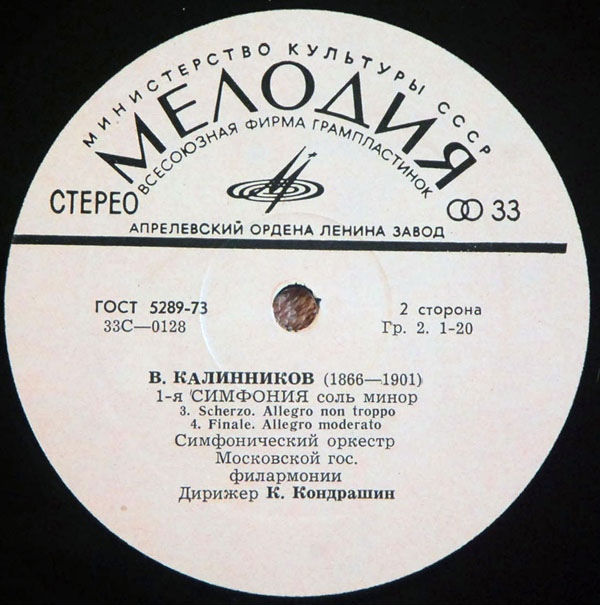 МИНИСТЕРСТВО КУЛЬТУРЫ СССР
МЕЛОДИЯ
ВСЕСОЮЗНАЯ ФИРМА ГРАМПЛАСТИНОК
СТЕРЕО
33
АПРЕЛЕВСКИЙ ОРДЕНА ЛЕНИНА ЗАВОД
ГОСТ 5289-73
2 сторона
33С—0128
Гр. 2. 1-20
В. КАЛИННИКОВ (1866—1901)
1-я СИМФОНИЯ соль минор
3. Scherzo. Allegro non troppo
4. Finale. Allegro moderato
Симфонический оркестр
Московской гос.
филармонии
Дирижер К. Кондрашин